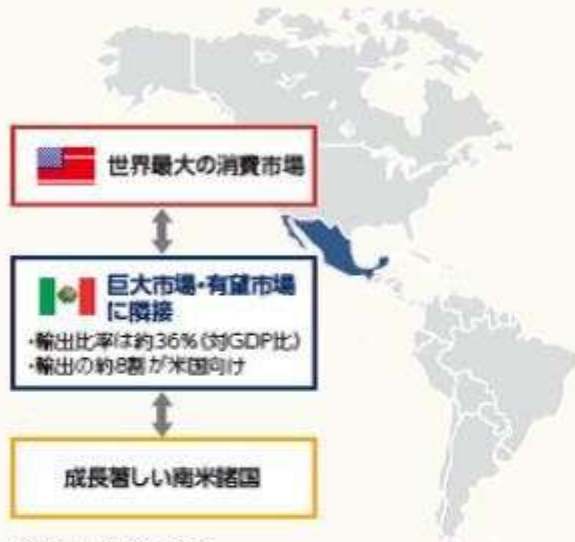 世界最大の消費市場
巨大市場・有望市場
に隣接
・輸出比率は約36%(対GDP比)
・輸出の約8割が米国向け
成長著しい南米諸国